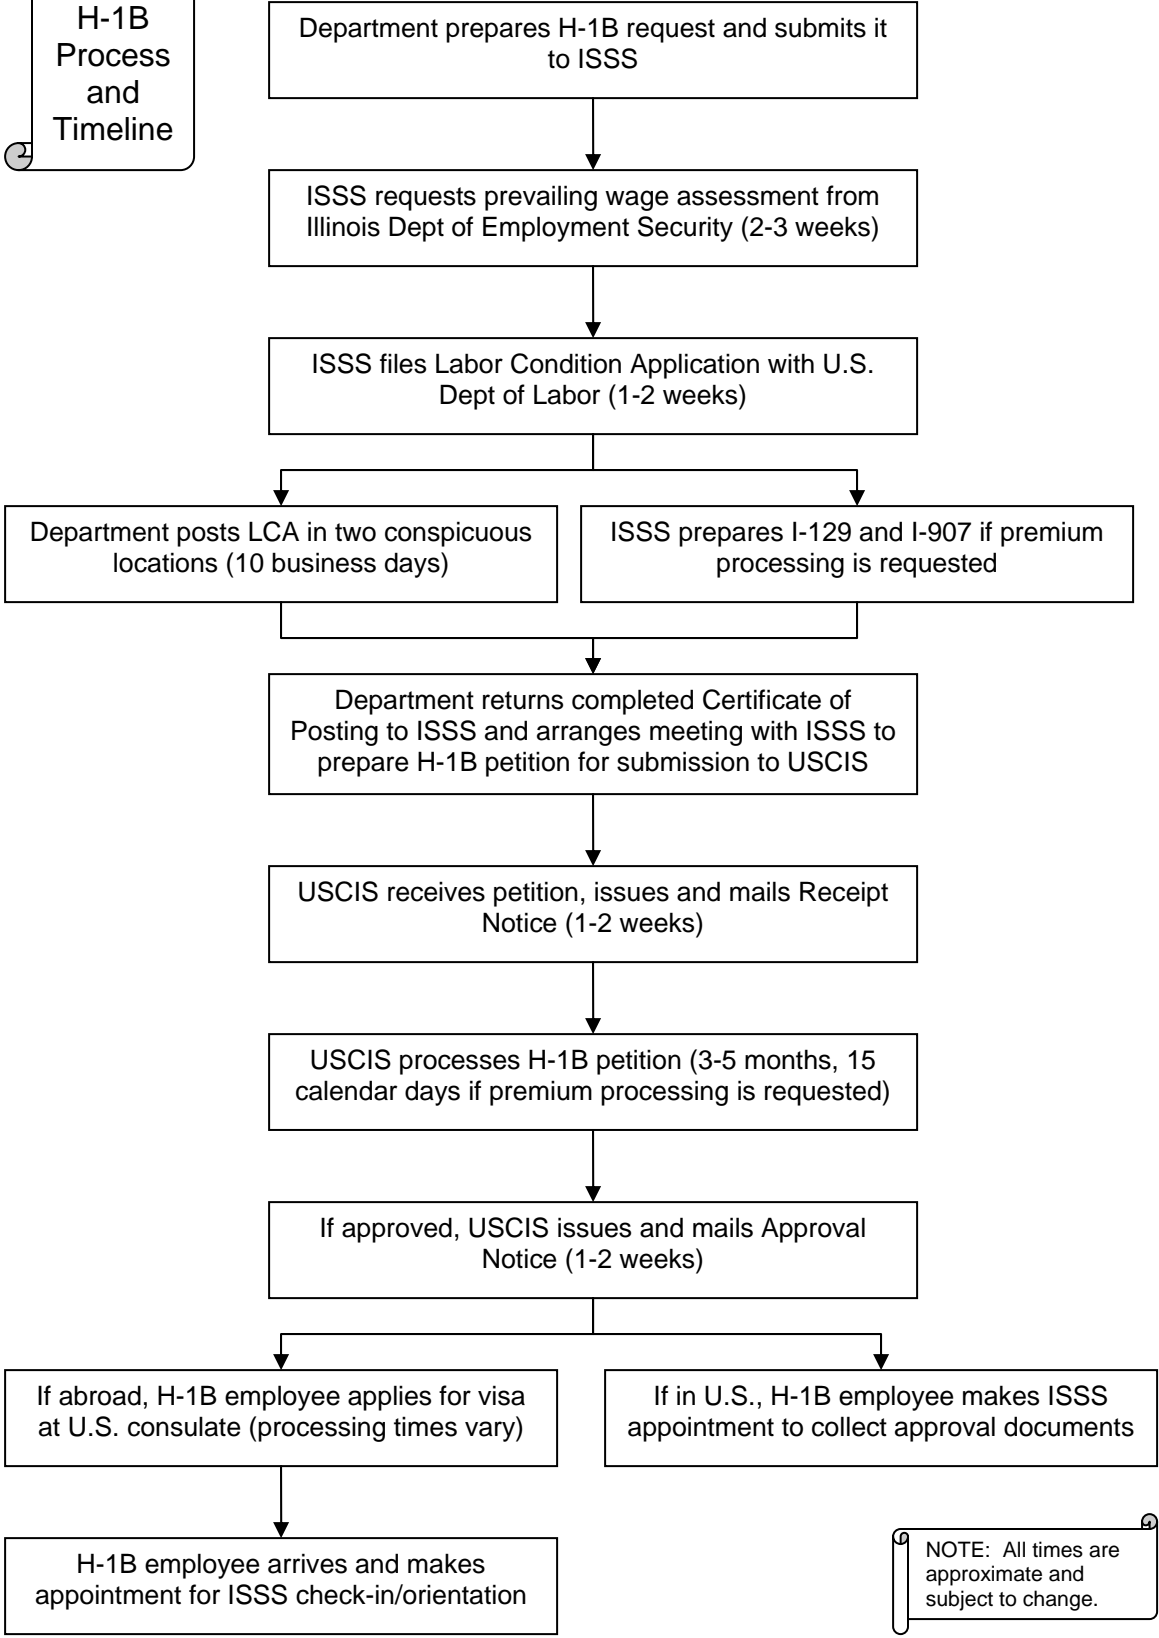 H-1B
Process
and
Timeline
Department prepares H-1B request and submits it
to ISSS
ISSS requests prevailing wage assessment from
Illinois Dept of Employment Security (2-3 weeks)
ISSS files Labor Condition Application with U.S.
Dept of Labor (1-2 weeks)
Department posts LCA in two conspicuous
locations (10 business days)
ISSS prepares I-129 and I-907 if premium
processing is requested
Department returns completed Certificate of
Posting to ISSS and arranges meeting with ISSS to
prepare H-1B petition for submission to USCIS
USCIS receives petition, issues and mails Receipt
Notice (1-2 weeks)
USCIS processes H-1B petition (3-5 months, 15
calendar days if premium processing is requested)
If approved, USCIS issues and mails Approval
Notice (1-2 weeks)
If abroad, H-1B employee applies for visa
at U.S. consulate (processing times vary)
If in U.S., H-1B employee makes ISSS
appointment to collect approval documents
H-1B employee arrives and makes
appointment for ISSS check-in/orientation
NOTE: All times are
approximate and
subject to change.